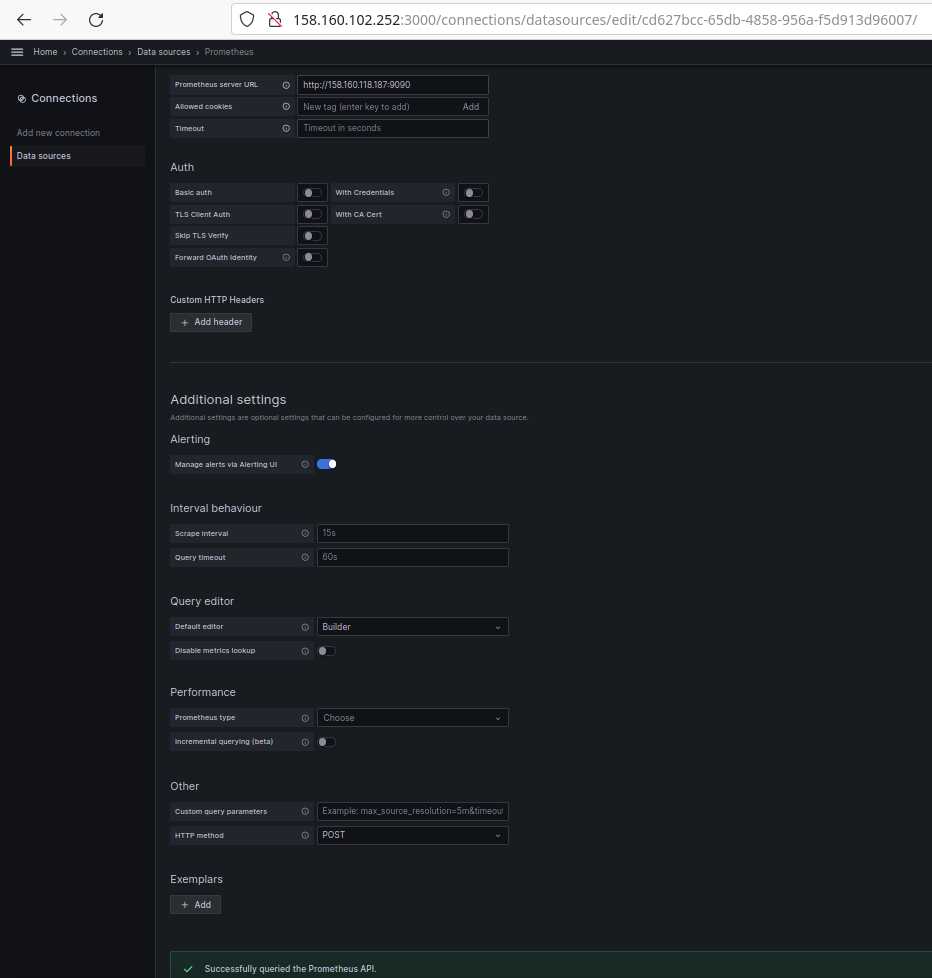 158.160.102.252:3000/connections/datasources/edit/cd627bcc-65db-4858-956a-f5d913d96007/
Home › Connections › Data sources › Prometheus
Connections
Add new connection
Data sources
Prometheus server URL http://158.160.118.187:9090
Allowed cookies New tag (enter key to add) Add
Timeout Timeout in seconds
Auth
Basic auth With Credentials
TLS Client Auth With CA Cert
Skip TLS Verify
Forward OAuth Identity
Custom HTTP Headers
+ Add header
Additional settings
Additional settings are optional settings that can be configured for more control over your data source.
Alerting
Manage alerts via Alerting UI
Interval behaviour
Scrape interval 15s
Query timeout 60s
Query editor
Default editor Builder
Disable metrics lookup
Performance
Prometheus type Choose
Incremental querying (beta)
Other
Custom query parameters Example: max_source_resolution=5m&timeout
HTTP method POST
Exemplars
+ Add
Successfully queried the Prometheus API.